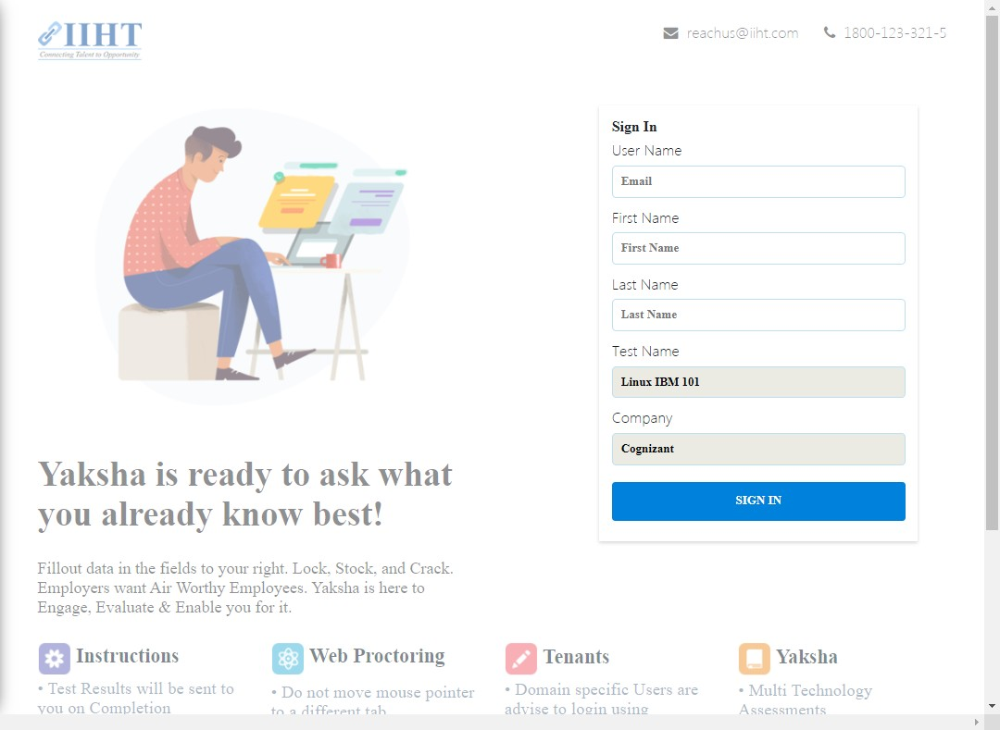 IIHT
Connecting Talent to Opportunity
reachus@iiht.com
1800-123-321-5
Sign In
User Name
Email
First Name
First Name
Last Name
Last Name
Test Name
Linux IBM 101
Company
Cognizant
SIGN IN
Yaksha is ready to ask what
you already know best!
Fillout data in the fields to your right. Lock, Stock, and Crack.
Employers want Air Worthy Employees. Yaksha is here to
Engage, Evaluate & Enable you for it.
Instructions
• Test Results will be sent to
you on Completion
Web Proctoring
• Do not move mouse pointer
to a different tab
Tenants
• Domain specific Users are
advise to login using
Yaksha
• Multi Technology
Assessments